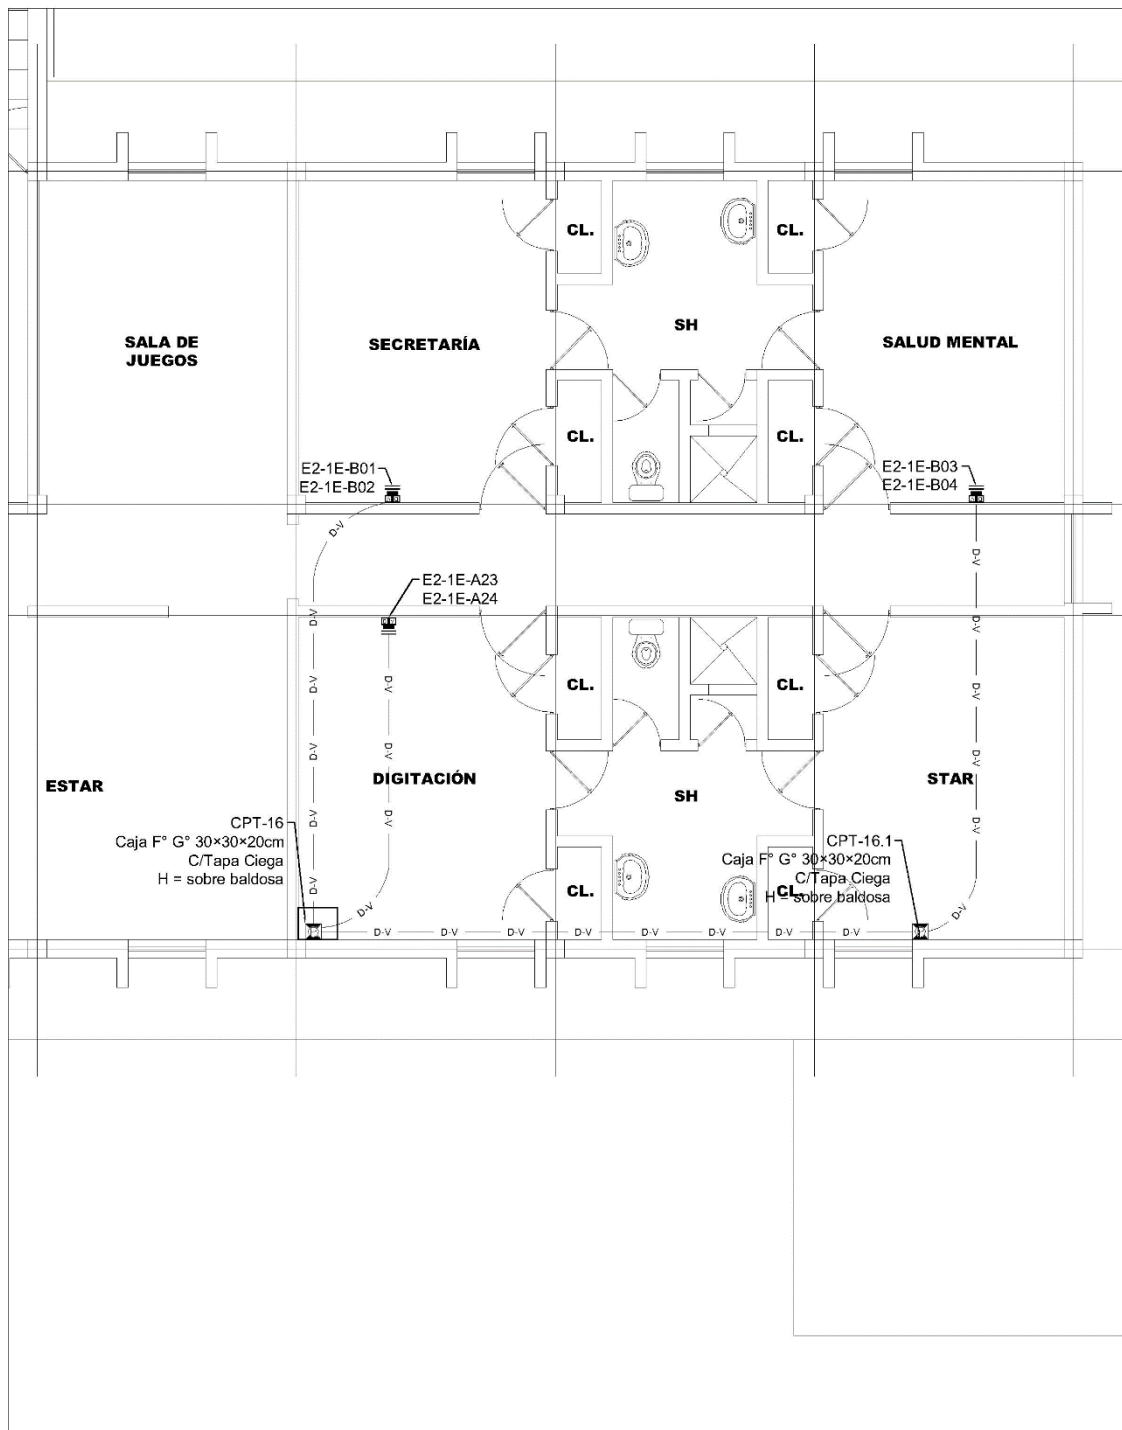 CL.
CL.
SALA DE
JUEGOS
SECRETARÍA
SH
SALUD MENTAL
CL.
CL.
E2-1E-B01
E2-1E-B02
E2-1E-B03
E2-1E-B04
D-V
D-V
E2-1E-A23
E2-1E-A24
D-V
D-V
CL.
CL.
D-V
D-V
D-V
D-V
D-V
D-V
ESTAR
DIGITACIÓN
SH
STAR
D-V
D-V
D-V
CPT-16
Caja F° G° 30×30×20cm
C/Tapa Ciega
H = sobre baldosa
CPT-16.1
Caja F° G° 30×30×20cm
C/Tapa Ciega
H = sobre baldosa
CL.
CL.
D-V
D-V
D-V
D-V
D-V
D-V
D-V
D-V
D-V
D-V
D-V